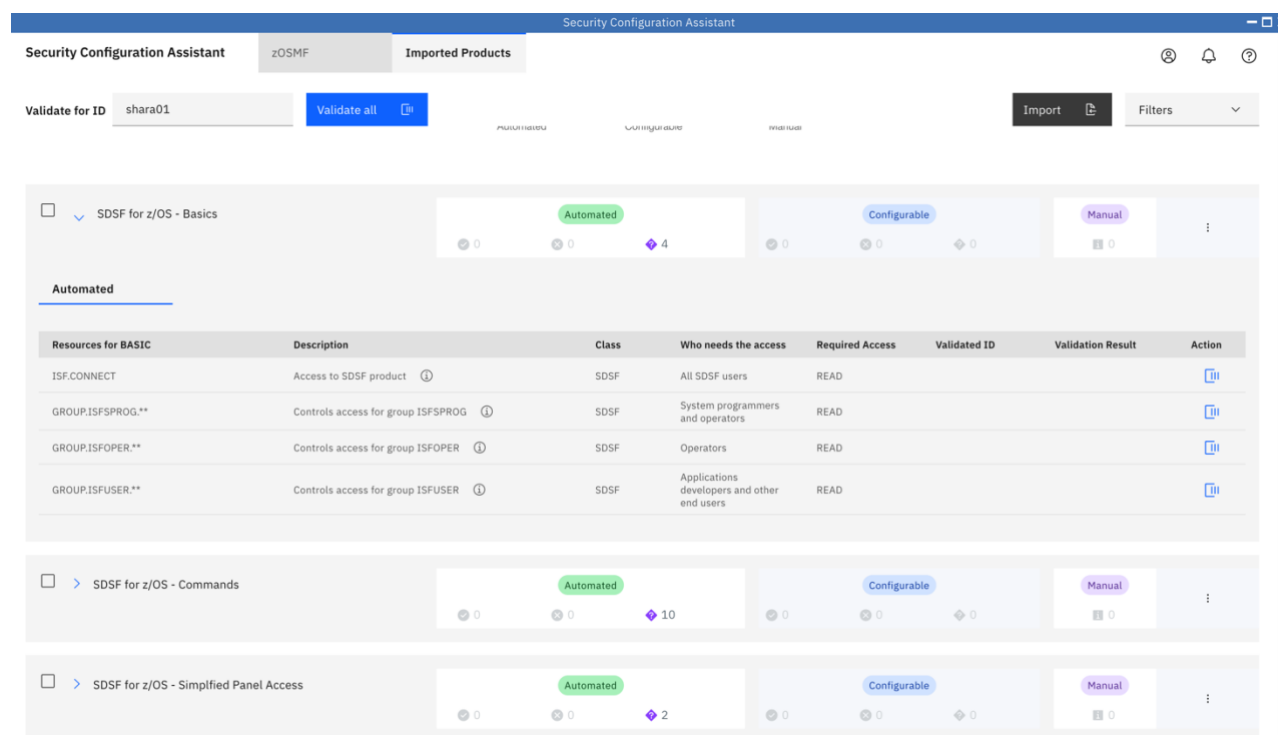 Security Configuration Assistant
Security Configuration Assistant
zOSMF
Imported Products
Validate for ID
shara01
Validate all
Import
Filters
Automated
Configurable
Manual
SDSF for z/OS - Basics
Automated
Configurable
Manual
0
0
4
0
0
0
0
Automated
Resources for BASIC
Description
Class
Who needs the access
Required Access
Validated ID
Validation Result
Action
ISF.CONNECT
Access to SDSF product
SDSF
All SDSF users
READ
GROUP.ISFSPROG.**
Controls access for group ISFSPROG
SDSF
System programmers
and operators
READ
GROUP.ISFOPER.**
Controls access for group ISFOPER
SDSF
Operators
READ
GROUP.ISFUSER.**
Controls access for group ISFUSER
SDSF
Applications
developers and other
end users
READ
SDSF for z/OS - Commands
Automated
Configurable
Manual
0
0
10
0
0
0
0
SDSF for z/OS - Simplfied Panel Access
Automated
Configurable
Manual
0
0
2
0
0
0
0